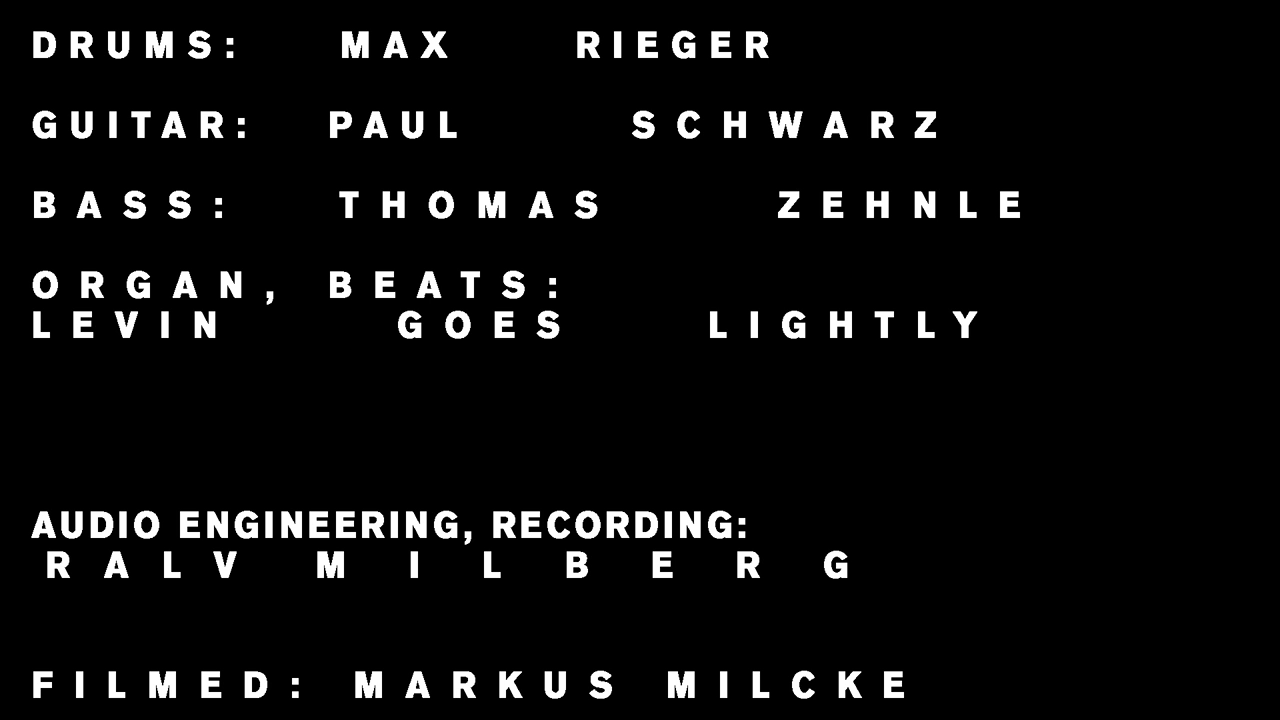 DRUMS: MAX RIEGER
GUITAR: PAUL SCHWARZ
BASS: THOMAS ZEHNLE
ORGAN, BEATS:
LEVIN GOES LIGHTLY
AUDIO ENGINEERING, RECORDING:
RALV MILBERG
FILMED: MARKUS MILCKE